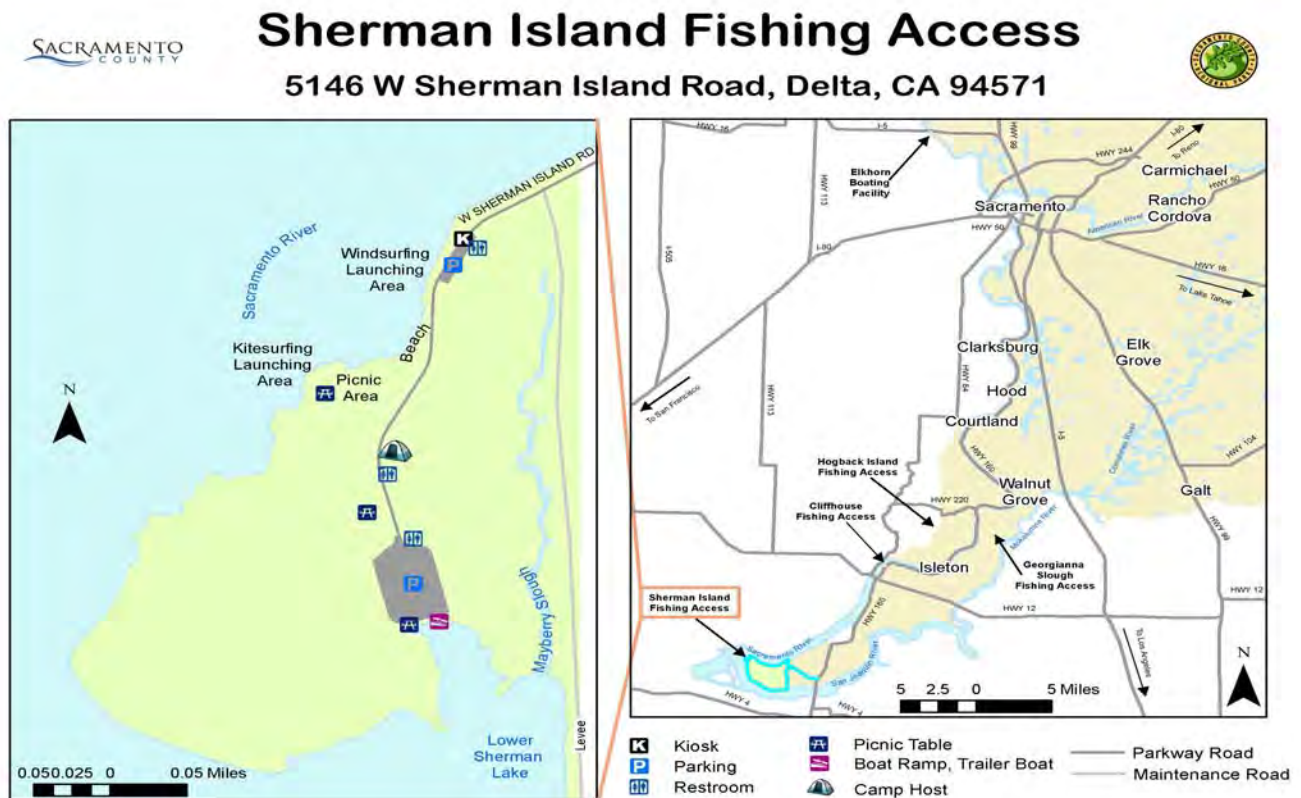 SACRAMENTO
COUNTY
Sherman Island Fishing Access
5146 W Sherman Island Road, Delta, CA 94571
W SHERMAN ISLAND RD
K
Sacramento River
Windsurfing
Launching
Area
P
Beach
Kitesurfing
Launching
Area
Picnic
Area
N
P
Mayberry Slough
Levee
Lower
Sherman
Lake
0.05 0.025 0 0.05 Miles
HWY 16
I-5
HWY 99
I-80
To Reno
HWY 244
Carmichael
HWY 50
Elkhorn
Boating
Facility
HWY 113
Rancho
Cordova
Sacramento
American River
HWY 50
I-80
I-505
HWY 16
To Lake Tahoe
Clarksburg
Elk
Grove
HWY 84
Hood
To San Francisco
HWY 113
Courtland
I-5
Cosumnes River
HWY 104
HWY 160
Hogback Island
Fishing Access
Walnut
Grove
Galt
HWY 220
Cliffhouse
Fishing Access
Mokelumne River
HWY 99
Isleton
Georgianna
Slough
Fishing Access
Sherman Island
Fishing Access
HWY 160
HWY 12
HWY 12
Sacramento River
San Joaquin River
To Los Angeles
N
HWY 4
HWY 4
5 2.5 0 5 Miles
K Kiosk
P Parking
Restroom
Picnic Table
Boat Ramp, Trailer Boat
Camp Host
Parkway Road
Maintenance Road